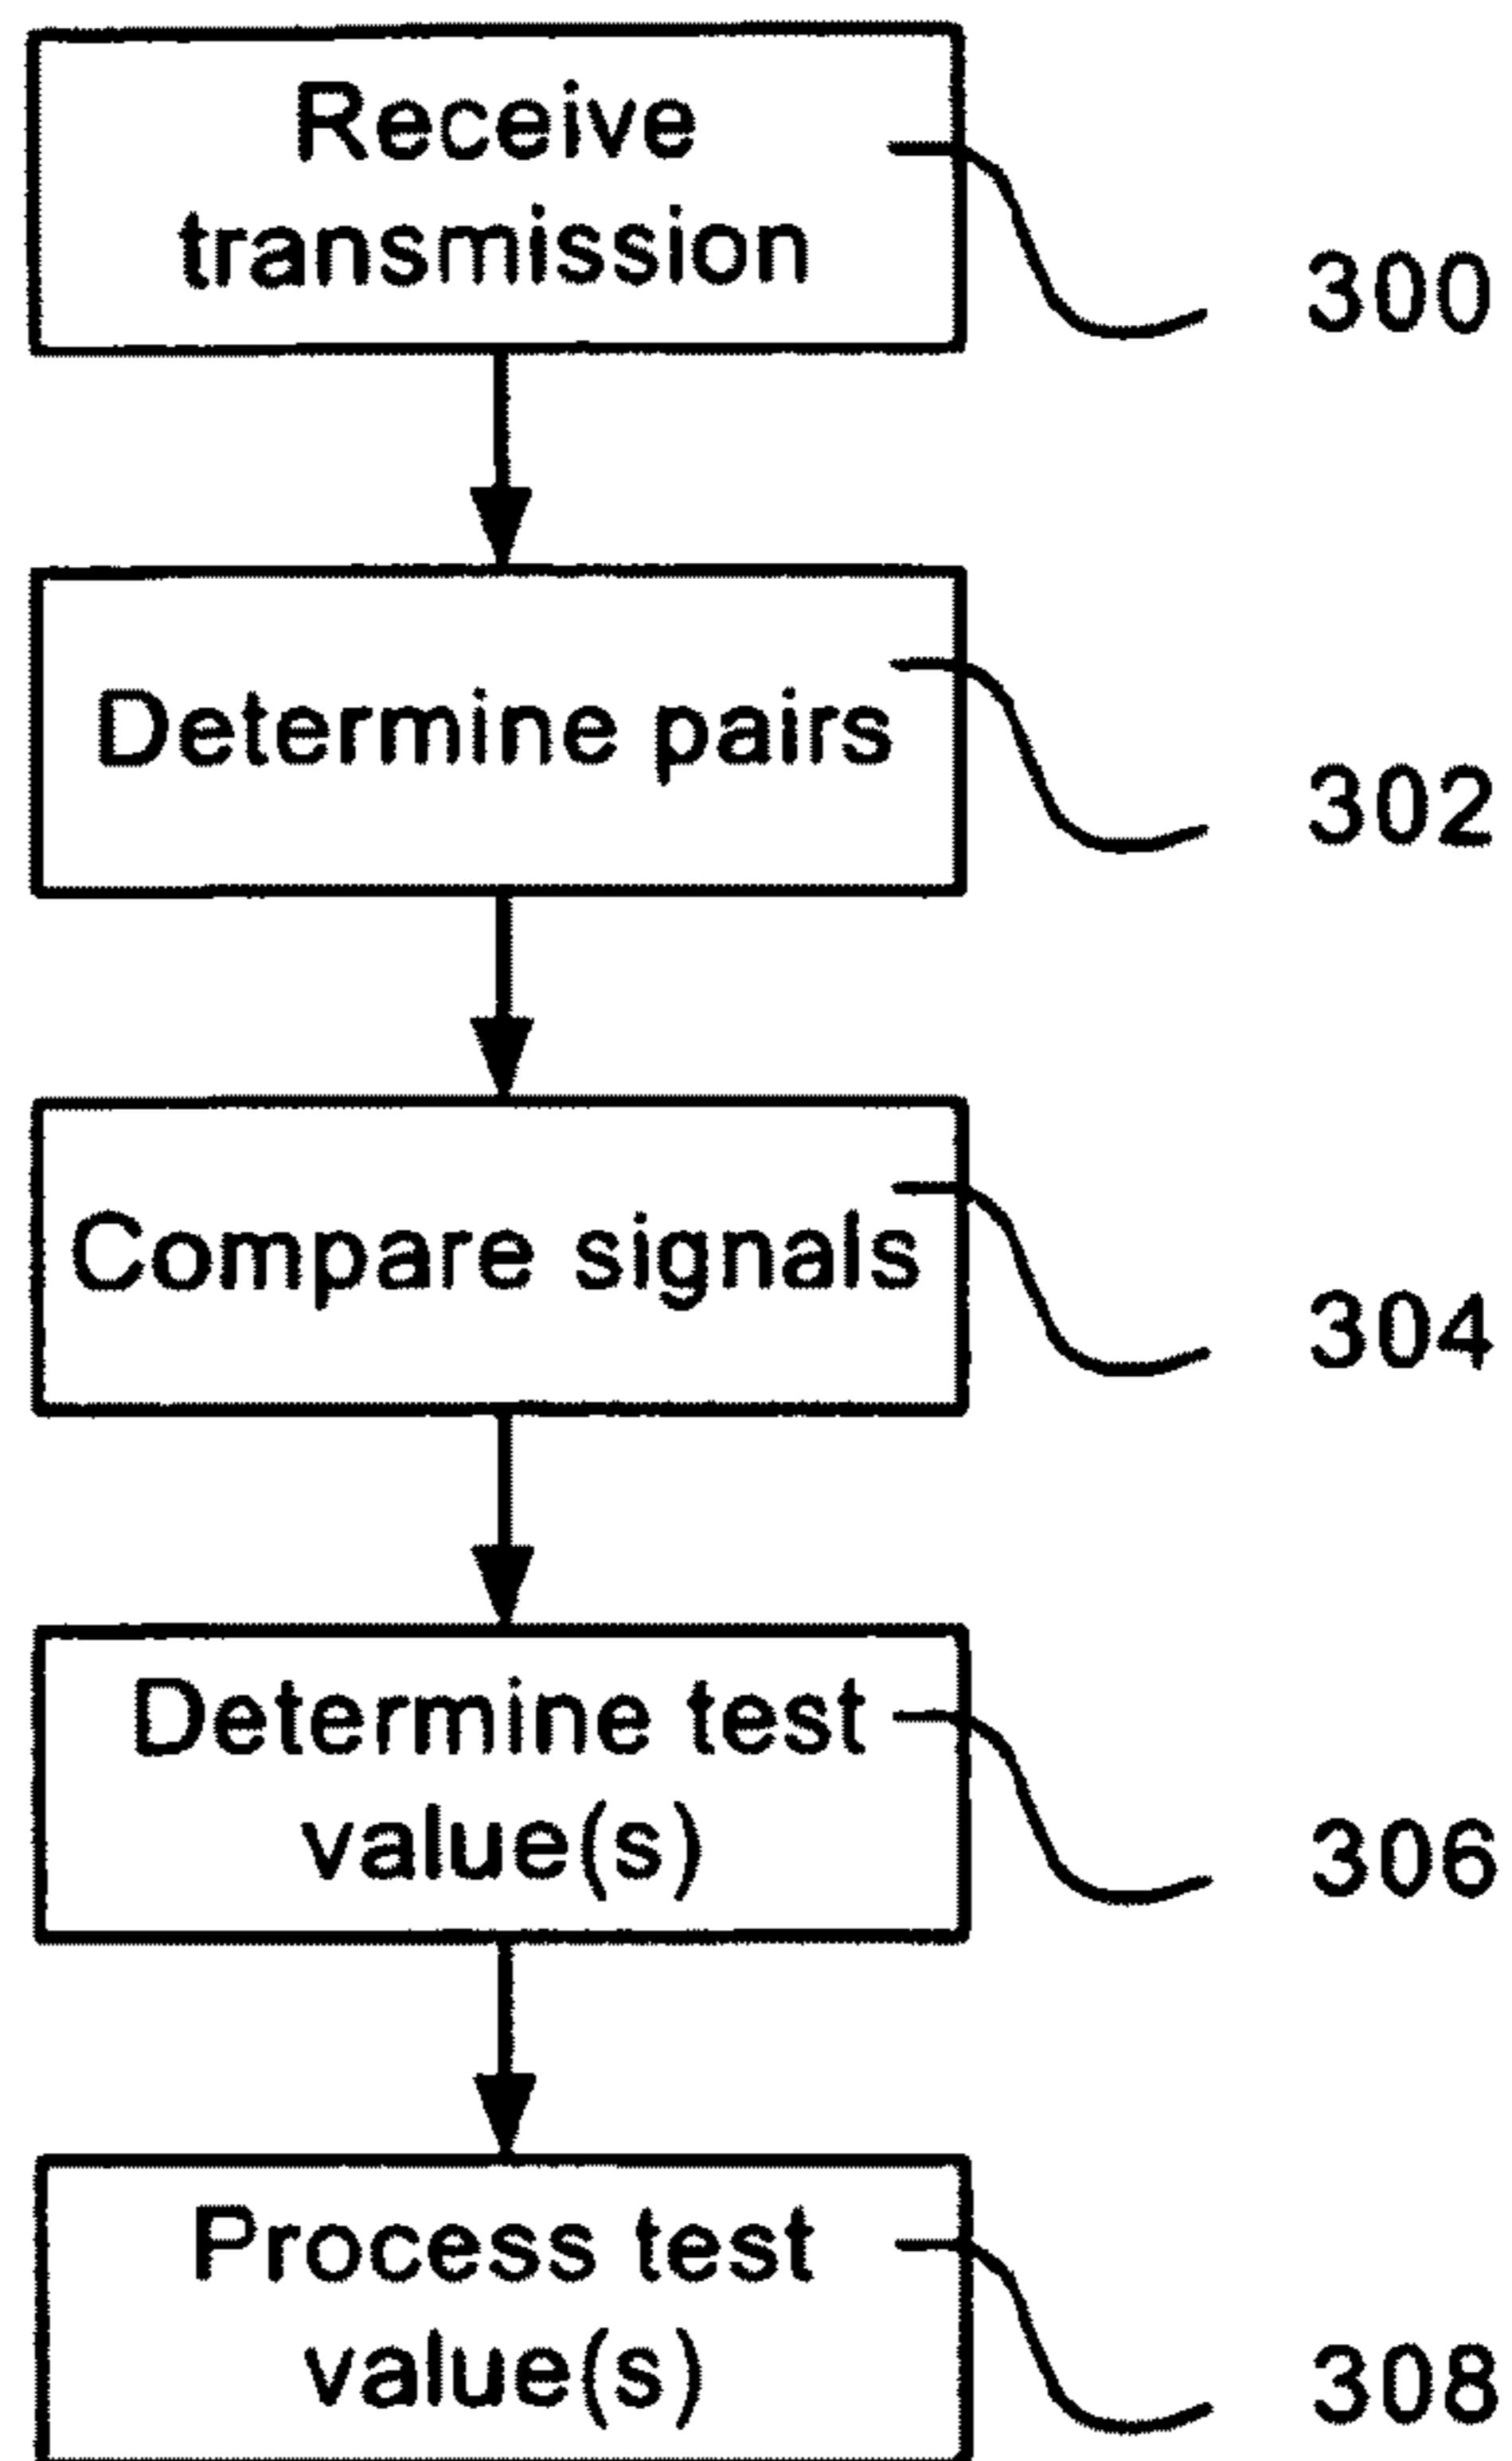 Receive
transmission
300
Determine pairs
302
Compare signals
304
Determine test
value(s)
306
Process test
value(s)
308